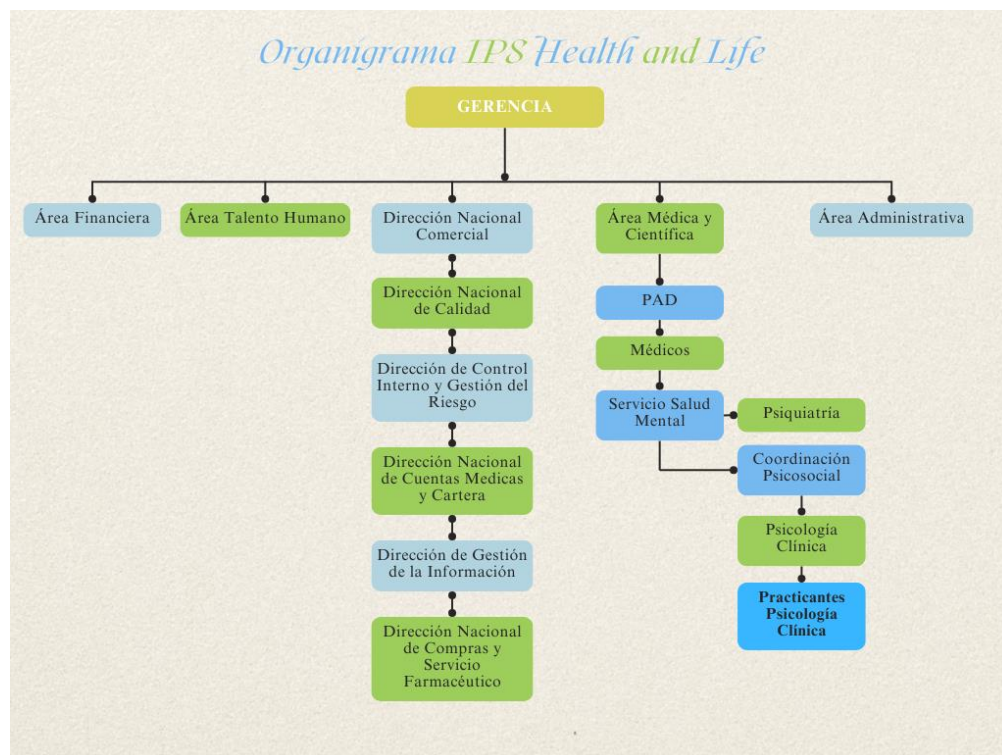 Organigrama IPS Health and Life
GERENCIA
Área Financiera
Área Talento Humano
Dirección Nacional
Comercial
Dirección Nacional
de Calidad
Dirección de Control
Interno y Gestión del
Riesgo
Dirección Nacional
de Cuentas Medicas
y Cartera
Dirección de Gestión
de la Información
Dirección Nacional
de Compras y
Servicio
Farmacéutico
Área Médica y
Científica
PAD
Médicos
Servicio Salud
Mental
Psiquiatría
Coordinación
Psicosocial
Psicología
Clínica
Practicantes
Psicología
Clínica
Área Administrativa